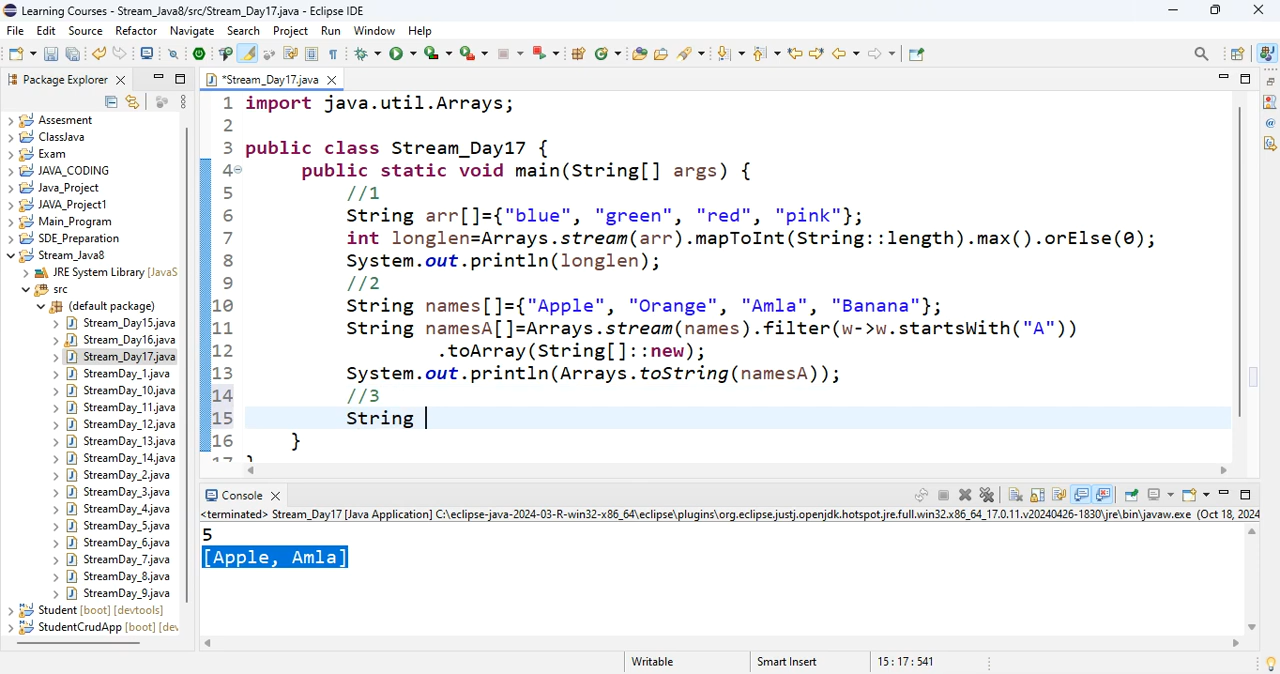 Learning Courses - Stream_Java8/src/Stream_Day17.java - Eclipse IDE
File Edit Source Refactor Navigate Search Project Run Window Help
Package Explorer
*Stream_Day17.java
Assesment
ClassJava
Exam
JAVA_CODING
Java_Project
JAVA_Project1
Main_Program
SDE_Preparation
Stream_Java8
JRE System Library [JavaS
src
(default package)
Stream_Day15.java
Stream_Day16.java
Stream_Day17.java
StreamDay_1.java
StreamDay_10.java
StreamDay_11.java
StreamDay_12.java
StreamDay_13.java
StreamDay_14.java
StreamDay_2.java
StreamDay_3.java
StreamDay_4.java
StreamDay_5.java
StreamDay_6.java
StreamDay_7.java
StreamDay_8.java
StreamDay_9.java
Student [boot] [devtools]
StudentCrudApp [boot] [dev
1 import java.util.Arrays;
2
3 public class Stream_Day17 {
4 public static void main(String[] args) {
5 //1
6 String arr[]={"blue", "green", "red", "pink"};
7 int longlen=Arrays.stream(arr).mapToInt(String::length).max().orElse(0);
8 System.out.println(longlen);
9 //2
10 String names[]={"Apple", "Orange", "Amla", "Banana"};
11 String namesA[]=Arrays.stream(names).filter(w->w.startsWith("A"))
12 .toArray(String[]::new);
13 System.out.println(Arrays.toString(namesA));
14 //3
15 String
16 }
17 }
Console
<terminated> Stream_Day17 [Java Application] C:\eclipse-java-2024-03-R-win32-x86_64\eclipse\plugins\org.eclipse.justj.openjdk.hotspot.jre.full.win32.x86_64_17.0.11.v20240426-1830\jre\bin\javaw.exe (Oct 18, 2024
5
[Apple, Amla]
Writable Smart Insert 15 : 17 : 541